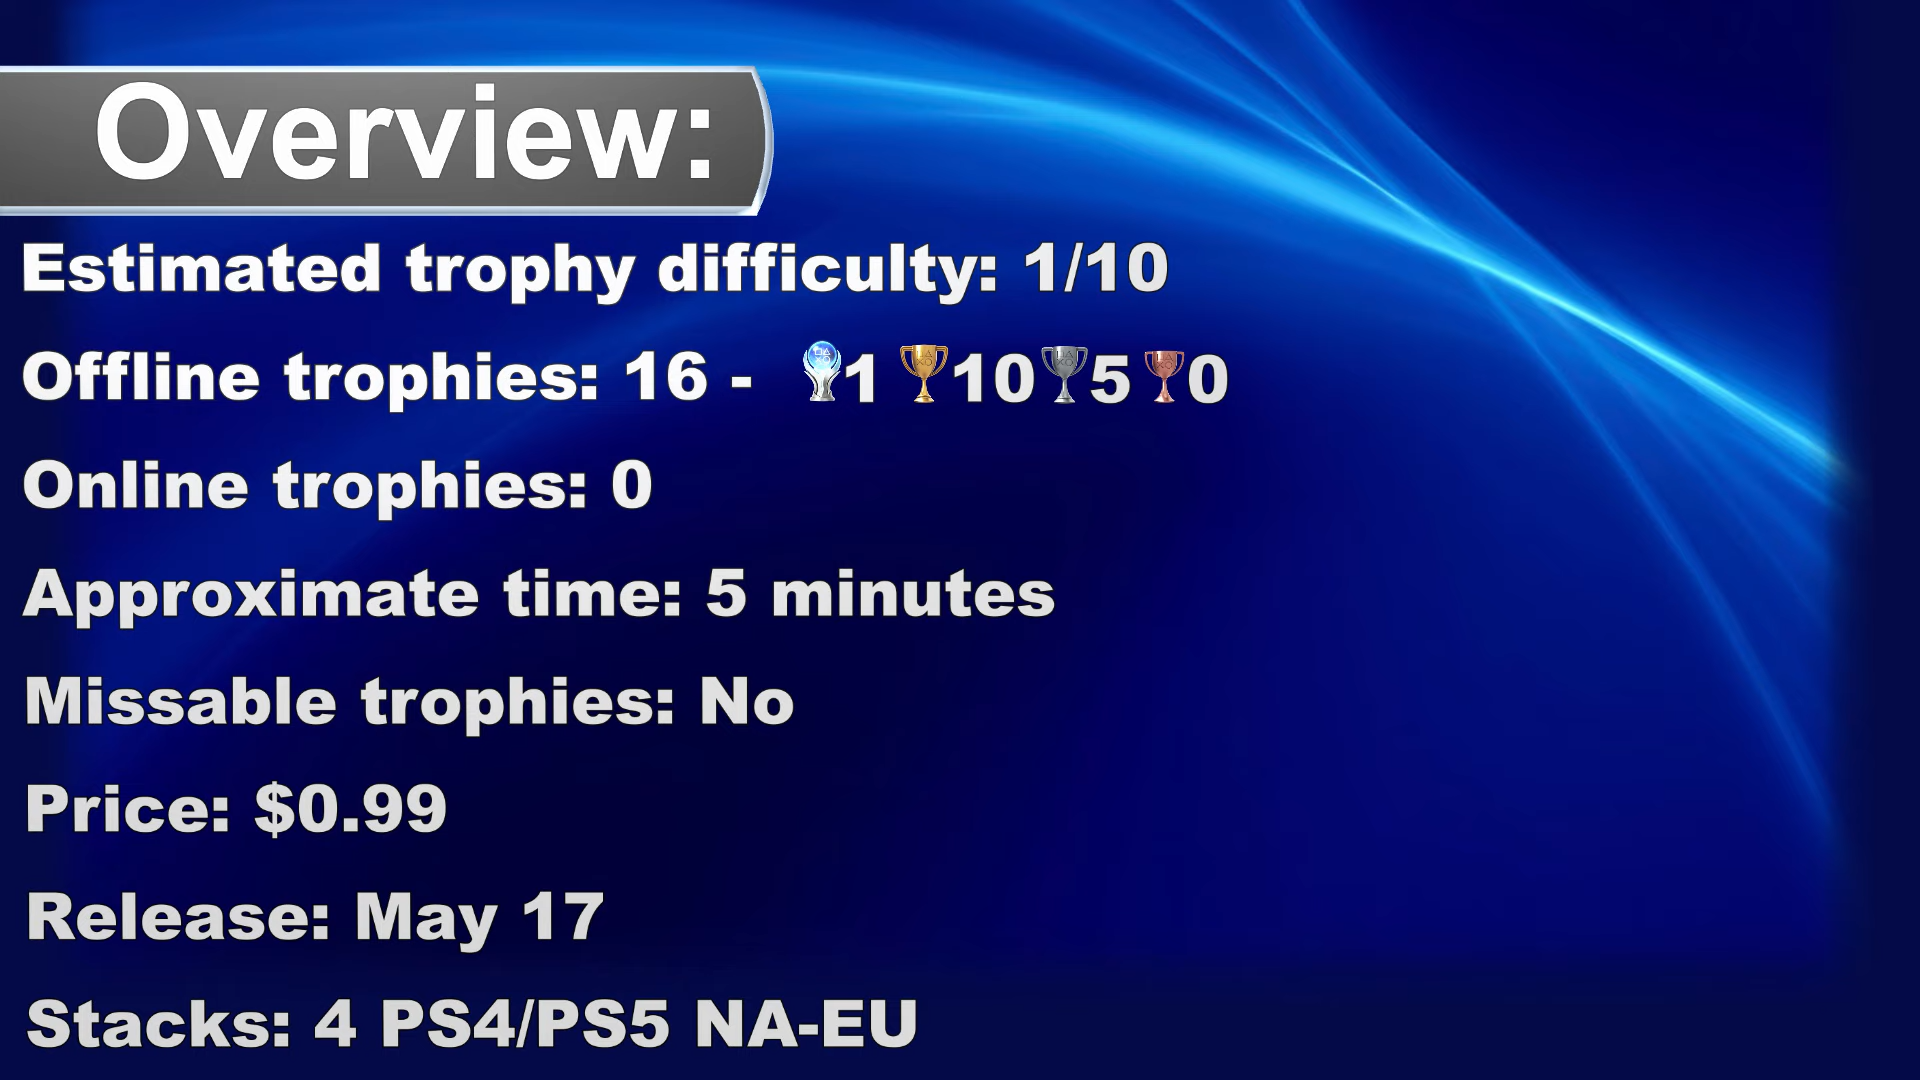 Overview:
Estimated trophy difficulty: 1/10
Offline trophies: 16 - 1 10 5 0
Online trophies: 0
Approximate time: 5 minutes
Missable trophies: No
Price: $0.99
Release: May 17
Stacks: 4 PS4/PS5 NA-EU